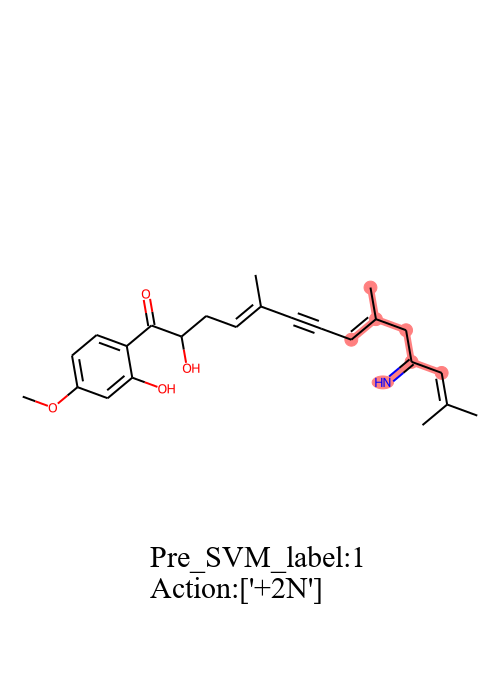 O
OH
OH
HN
O
Pre_SVM_label:1
Action:['+2N']